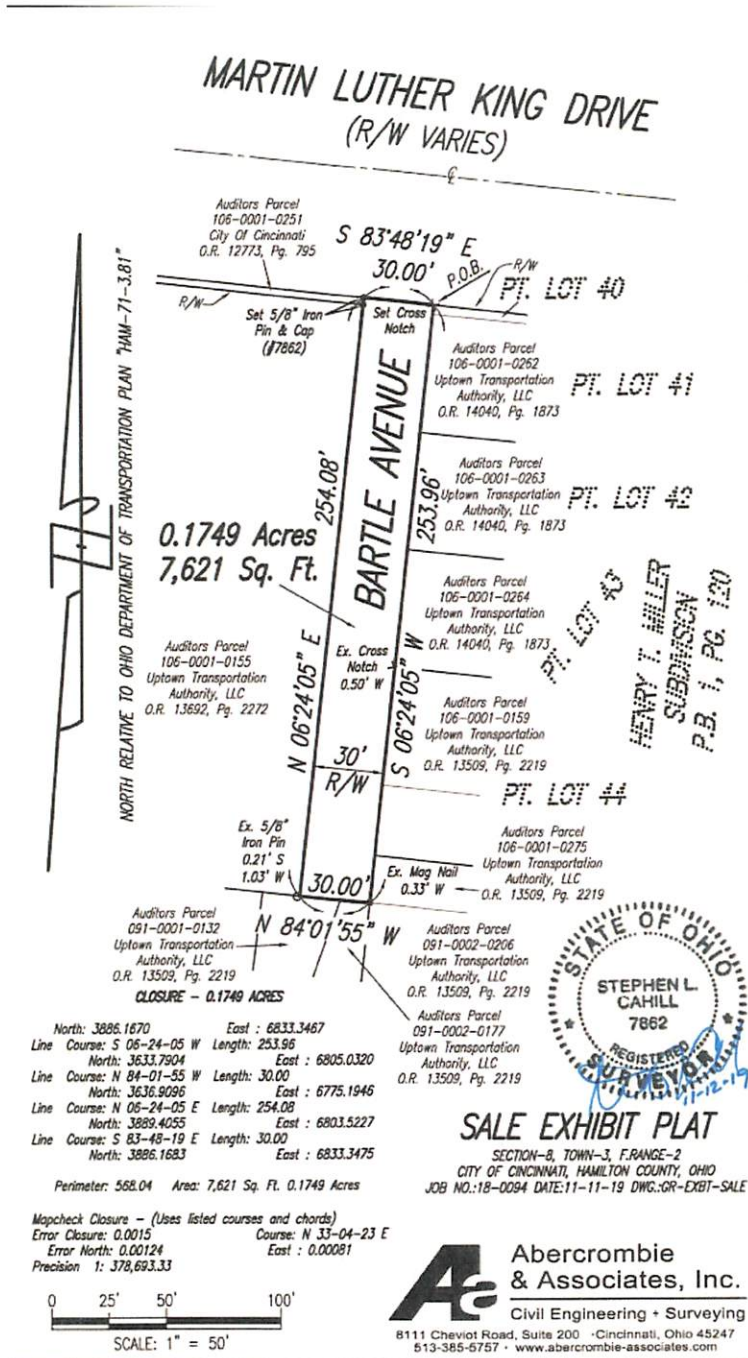 MARTIN LUTHER KING DRIVE
(R/W VARIES)
℄
Auditors Parcel
106-0001-0251
City Of Cincinnati
O.R. 12773, Pg. 795
S 83°48'19" E
30.00'
P.O.B.
R/W
R/W
PT. LOT 40
Set 5/8" Iron
Pin & Cap
(#7862)
Set Cross
Notch
Auditors Parcel
106-0001-0262
Uptown Transportation
Authority, LLC
O.R. 14040, Pg. 1873
PT. LOT 41
NORTH RELATIVE TO OHIO DEPARTMENT OF TRANSPORTATION PLAN "HAM-71-3.81"
254.08'
BARTLE AVENUE
253.96'
Auditors Parcel
106-0001-0263
Uptown Transportation
Authority, LLC
O.R. 14040, Pg. 1873
PT. LOT 42
0.1749 Acres
7,621 Sq. Ft.
Auditors Parcel
106-0001-0264
Uptown Transportation
Authority, LLC
O.R. 14040, Pg. 1873
PT. LOT 43
HENRY T. MILLER
SUBDIVISION
P.B. 1, PG. 120
Auditors Parcel
106-0001-0155
Uptown Transportation
Authority, LLC
O.R. 13692, Pg. 2272
N 06°24'05" E
Ex. Cross
Notch
0.50' W
S 06°24'05" W
Auditors Parcel
106-0001-0159
Uptown Transportation
Authority, LLC
O.R. 13509, Pg. 2219
30'
R/W
PT. LOT 44
Ex. 5/8"
Iron Pin
0.21' S
1.03' W
30.00'
Ex. Mag Nail
0.33' W
Auditors Parcel
106-0001-0275
Uptown Transportation
Authority, LLC
O.R. 13509, Pg. 2219
Auditors Parcel
091-0001-0132
Uptown Transportation
Authority, LLC
O.R. 13509, Pg. 2219
N 84°01'55" W
Auditors Parcel
091-0002-0206
Uptown Transportation
Authority, LLC
O.R. 13509, Pg. 2219
Auditors Parcel
091-0002-0177
Uptown Transportation
Authority, LLC
O.R. 13509, Pg. 2219
STATE OF OHIO
STEPHEN L.
CAHILL
7862
REGISTERED
SURVEYOR
11-12-19
CLOSURE - 0.1749 ACRES
North: 3886.1670 East : 6833.3467
Line Course: S 06-24-05 W Length: 253.96
North: 3633.7904 East : 6805.0320
Line Course: N 84-01-55 W Length: 30.00
North: 3636.9096 East : 6775.1946
Line Course: N 06-24-05 E Length: 254.08
North: 3889.4055 East : 6803.5227
Line Course: S 83-48-19 E Length: 30.00
North: 3886.1683 East : 6833.3475
Perimeter: 568.04 Area: 7,621 Sq. Ft. 0.1749 Acres
Mapcheck Closure - (Uses listed courses and chords)
Error Closure: 0.0015 Course: N 33-04-23 E
Error North: 0.00124 East : 0.00081
Precision 1: 378,693.33
0 25' 50' 100'
SCALE: 1" = 50'
SALE EXHIBIT PLAT
SECTION-8, TOWN-3, F.RANGE-2
CITY OF CINCINNATI, HAMILTON COUNTY, OHIO
JOB NO.:18-0094 DATE:11-11-19 DWG.:GR-EXBT-SALE
Aa
Abercrombie
& Associates, Inc.
Civil Engineering + Surveying
8111 Cheviot Road, Suite 200 · Cincinnati, Ohio 45247
513-385-5757 · www.abercrombie-associates.com